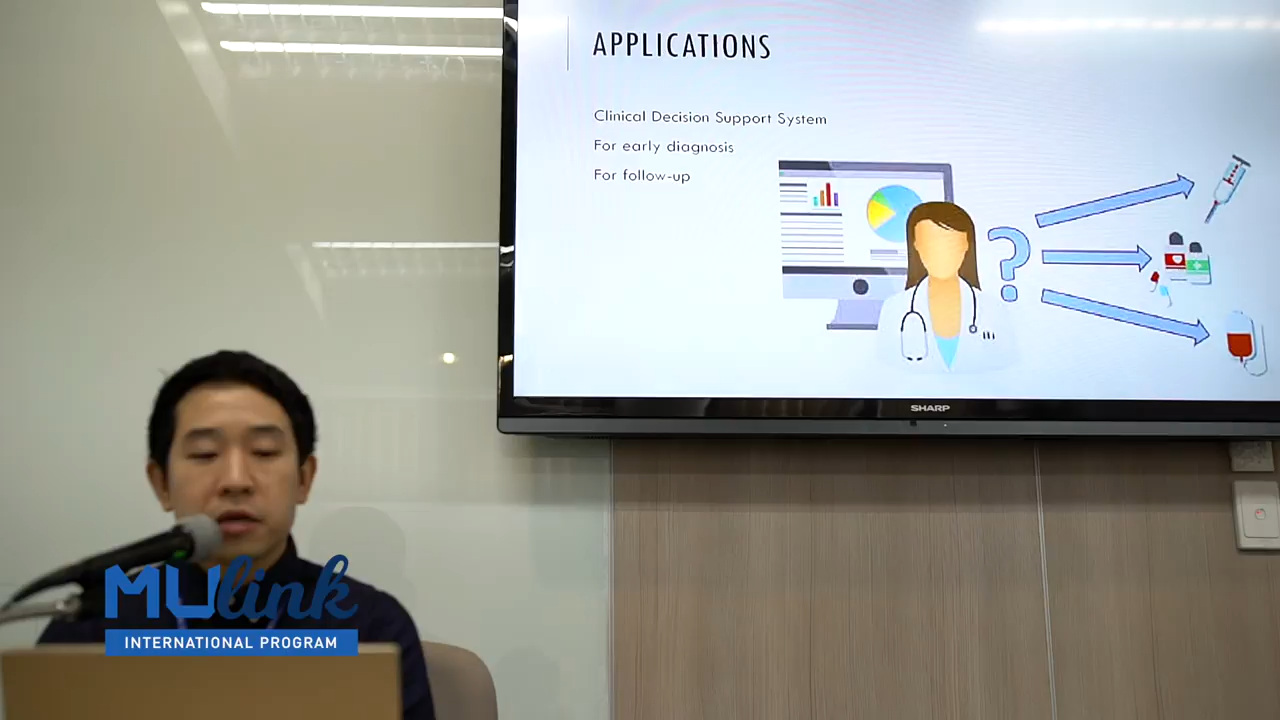 APPLICATIONS
Clinical Decision Support System
For early diagnosis
For follow-up
SHARP
MUlink
INTERNATIONAL PROGRAM